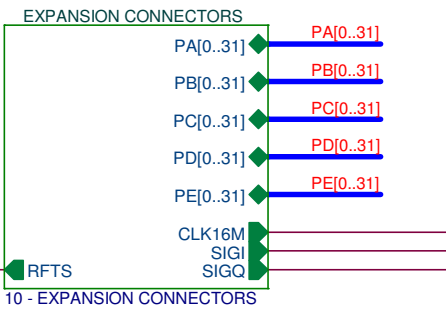 EXPANSION CONNECTORS
PA[0..31] PA[0..31]
PB[0..31] PB[0..31]
PC[0..31] PC[0..31]
PD[0..31] PD[0..31]
PE[0..31] PE[0..31]
CLK16M
SIGI
RFTS SIGQ
10 - EXPANSION CONNECTORS